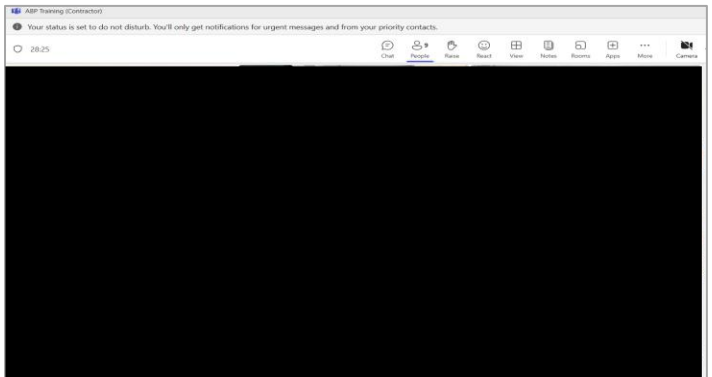 ABP Training (Contractor)
Your status is set to do not disturb. You'll only get notifications for urgent messages and from your priority contacts.
28:25
Chat
People 9
Raise
React
View
Notes
Rooms
Apps
More
Camera